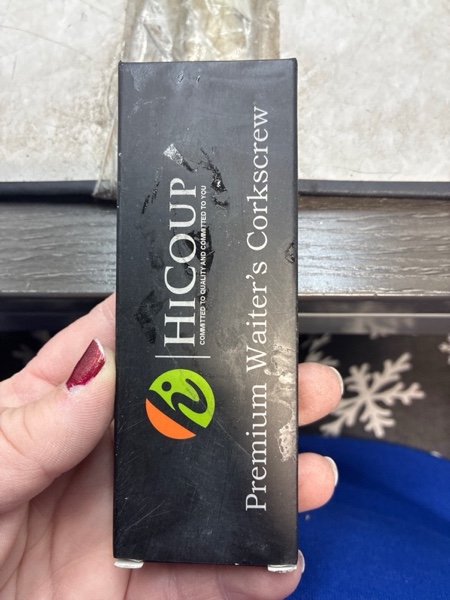 HICOUP
COMMITTED TO QUALITY AND COMMITTED TO YOU
Premium Waiter's Corkscrew